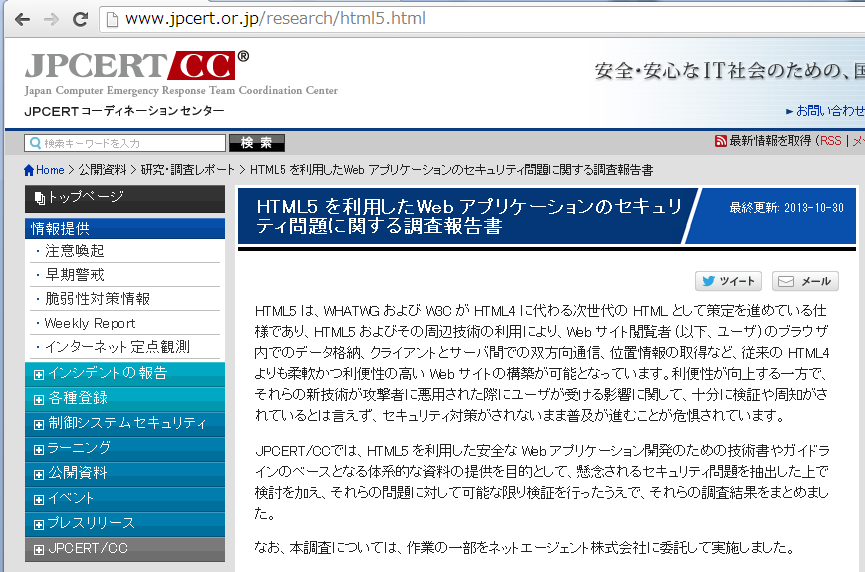 www.jpcert.or.jp/research/html5.html
JPCERT CC®
Japan Computer Emergency Response Team Coordination Center
JPCERT コーディネーションセンター
安全・安心なIT社会のための、国
お問い合わせ
検索キーワードを入力
検索
最新情報を取得 (RSS | メ
Home > 公開資料 > 研究・調査レポート > HTML5 を利用したWeb アプリケーションのセキュリティ問題に関する調査報告書
トップページ
情報提供
・注意喚起
・早期警戒
・脆弱性対策情報
・Weekly Report
・インターネット定点観測
インシデントの報告
各種登録
制御システムセキュリティ
ラーニング
公開資料
イベント
プレスリリース
JPCERT/CC
HTML5 を利用したWeb アプリケーションのセキュリ
ティ問題に関する調査報告書
最終更新: 2013-10-30
ツイート
メール
HTML5 は、WHATWG および W3C が HTML4 に代わる次世代の HTML として策定を進めている仕
様であり、HTML5 およびその周辺技術の利用により、Web サイト閲覧者（以下、ユーザ）のブラウザ
内でのデータ格納、クライアントとサーバ間での双方向通信、位置情報の取得など、従来の HTML4
よりも柔軟かつ利便性の高い Web サイトの構築が可能となっています。利便性が向上する一方で、
それらの新技術が攻撃者に悪用された際にユーザが受ける影響に関して、十分に検証や周知がさ
れているとは言えず、セキュリティ対策がされないまま普及が進むことが危惧されています。
JPCERT/CCでは、HTML5 を利用した安全な Web アプリケーション開発のための技術書やガイドラ
インのベースとなる体系的な資料の提供を目的として、懸念されるセキュリティ問題を抽出した上で
検討を加え、それらの問題に対して可能な限り検証を行ったうえで、それらの調査結果をまとめまし
た。
なお、本調査については、作業の一部をネットエージェント株式会社に委託して実施しました。